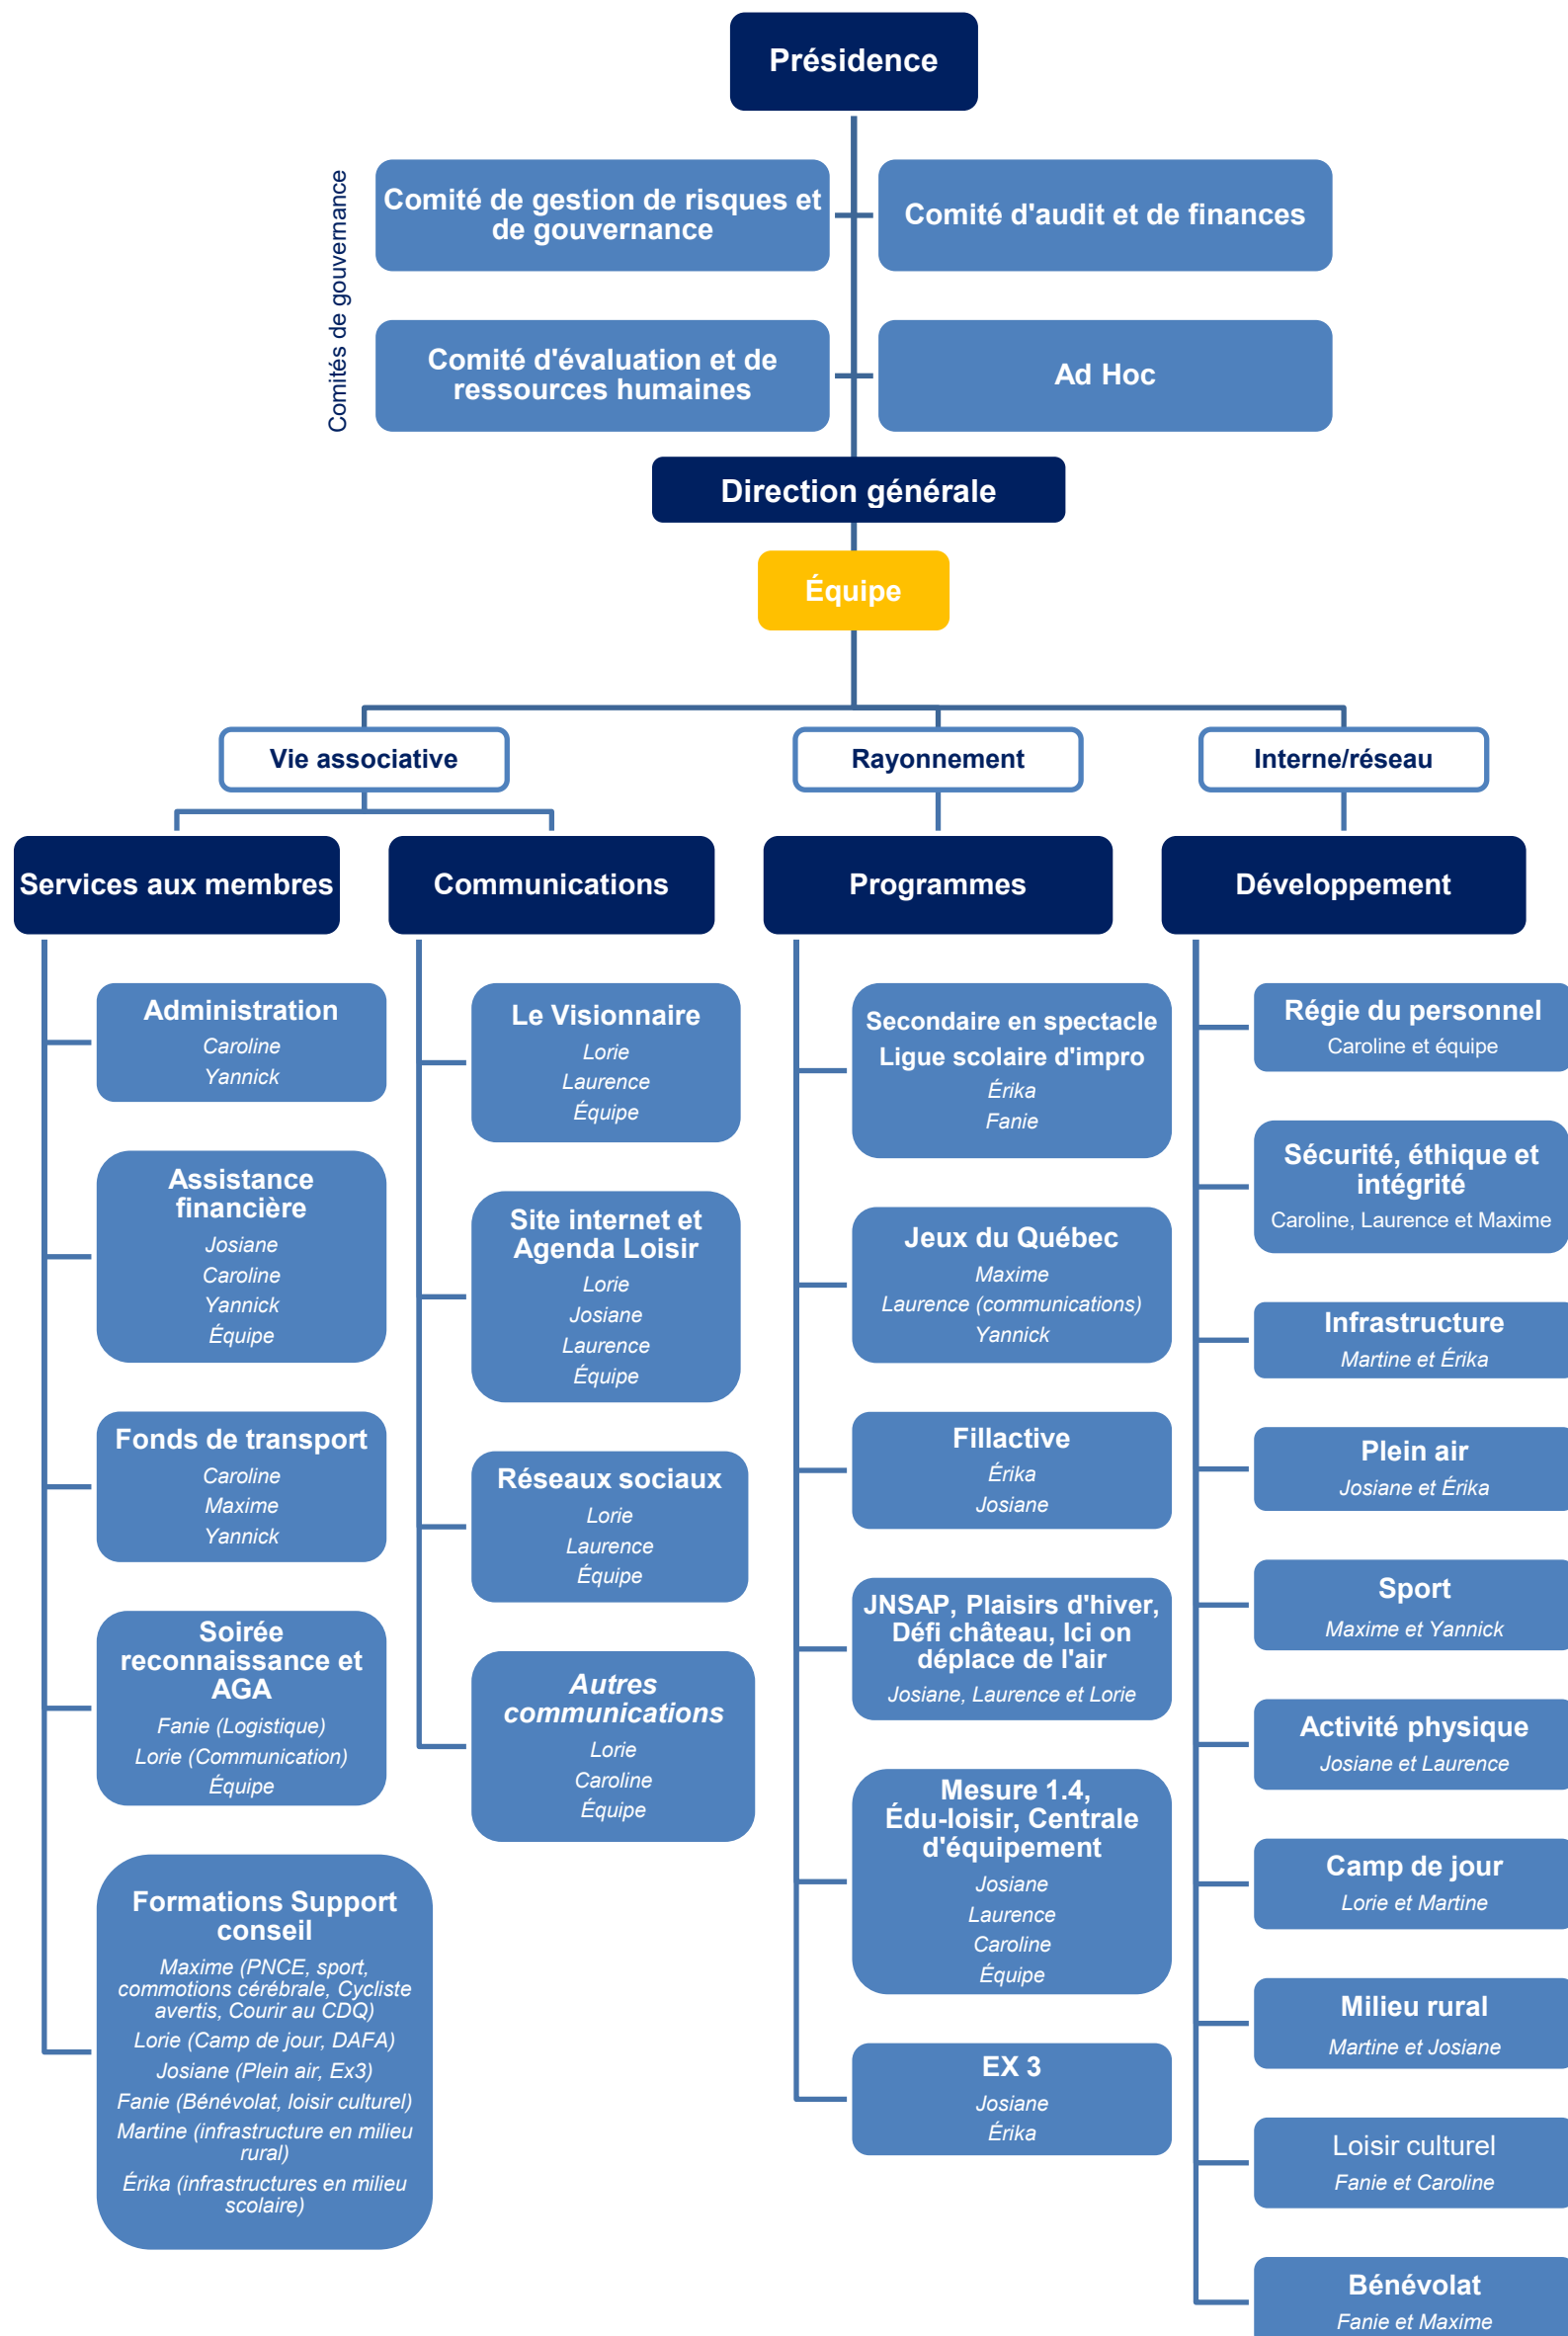 Présidence
Comités de gouvernance
Comité de gestion de risques et
de gouvernance
Comité d'audit et de finances
Comité d'évaluation et de
ressources humaines
Ad Hoc
Direction générale
Équipe
Vie associative
Rayonnement
Interne/réseau
Services aux membres
Administration
Caroline
Yannick
Assistance
financière
Josiane
Caroline
Yannick
Équipe
Fonds de transport
Caroline
Maxime
Yannick
Soirée
reconnaissance et
AGA
Fanie (Logistique)
Lorie (Communication)
Équipe
Formations Support
conseil
Maxime (PNCE, sport,
commotions cérébrale, Cycliste
avertis, Courir au CDQ)
Lorie (Camp de jour, DAFA)
Josiane (Plein air, Ex3)
Fanie (Bénévolat, loisir culturel)
Martine (infrastructure en milieu
rural)
Érika (infrastructures en milieu
scolaire)
Communications
Le Visionnaire
Lorie
Laurence
Équipe
Site internet et
Agenda Loisir
Lorie
Josiane
Laurence
Équipe
Réseaux sociaux
Lorie
Laurence
Équipe
Autres
communications
Lorie
Caroline
Équipe
Programmes
Secondaire en spectacle
Ligue scolaire d'impro
Érika
Fanie
Jeux du Québec
Maxime
Laurence (communications)
Yannick
Fillactive
Érika
Josiane
JNSAP, Plaisirs d'hiver,
Défi château, Ici on
déplace de l'air
Josiane, Laurence et Lorie
Mesure 1.4,
Édu-loisir, Centrale
d'équipement
Josiane
Laurence
Caroline
Équipe
EX 3
Josiane
Érika
Développement
Régie du personnel
Caroline et équipe
Sécurité, éthique et
intégrité
Caroline, Laurence et Maxime
Infrastructure
Martine et Érika
Plein air
Josiane et Érika
Sport
Maxime et Yannick
Activité physique
Josiane et Laurence
Camp de jour
Lorie et Martine
Milieu rural
Martine et Josiane
Loisir culturel
Fanie et Caroline
Bénévolat
Fanie et Maxime